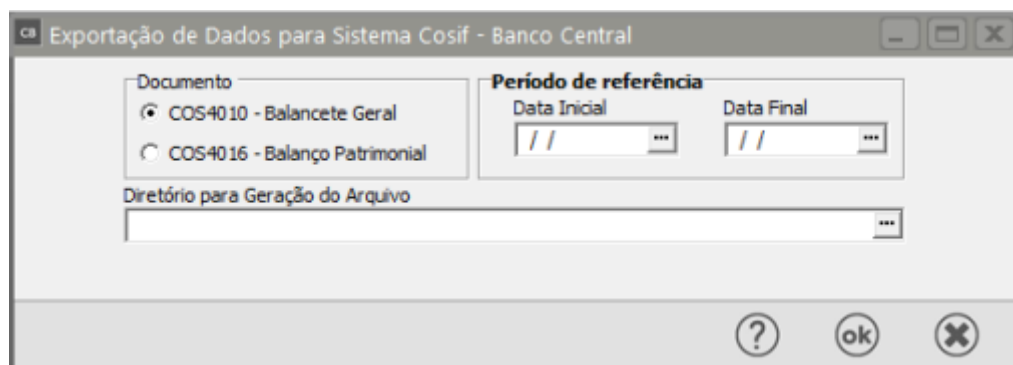 CB Exportação de Dados para Sistema Cosif - Banco Central
Documento
COS4010 - Balancete Geral
COS4016 - Balanço Patrimonial
Período de referência
Data Inicial Data Final
/ / ... / / ...
Diretório para Geração do Arquivo
...
? ok